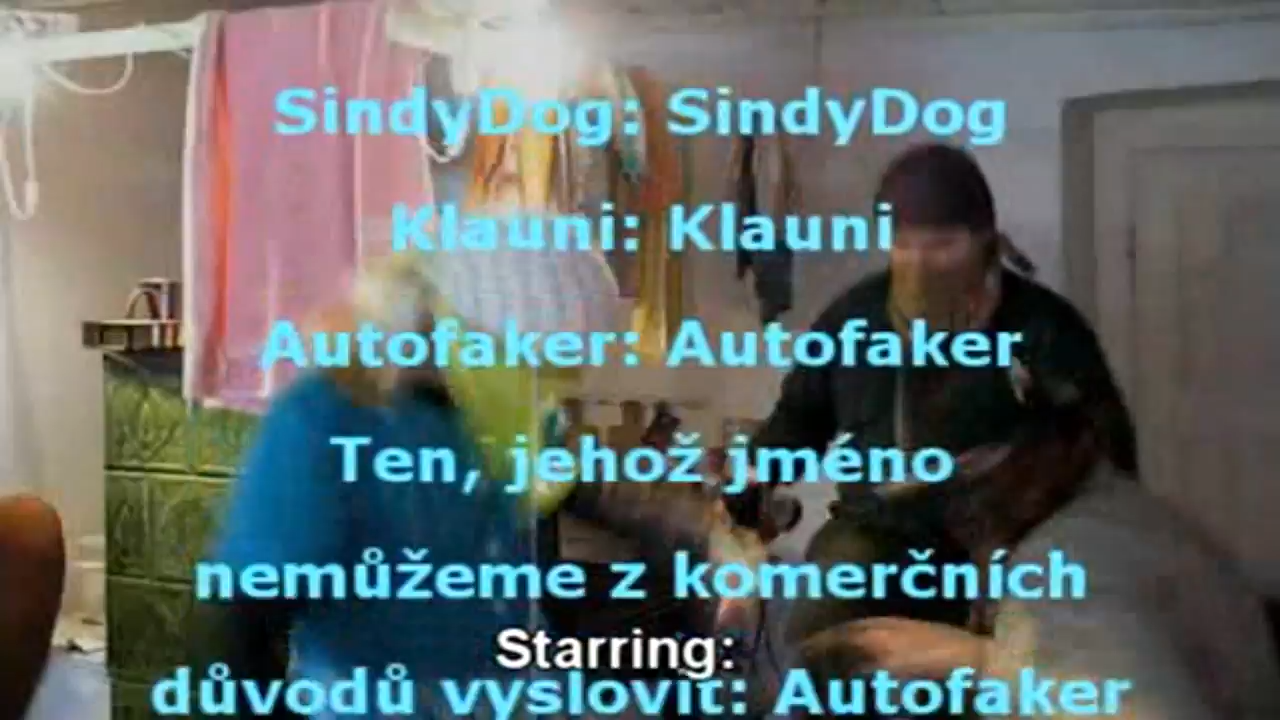 SindyDog: SindyDog
Klauni: Klauni
Autofaker: Autofaker
Ten, jehož jméno
nemůžeme z komerčních
Starring:
důvodů vyslovit: Autofaker